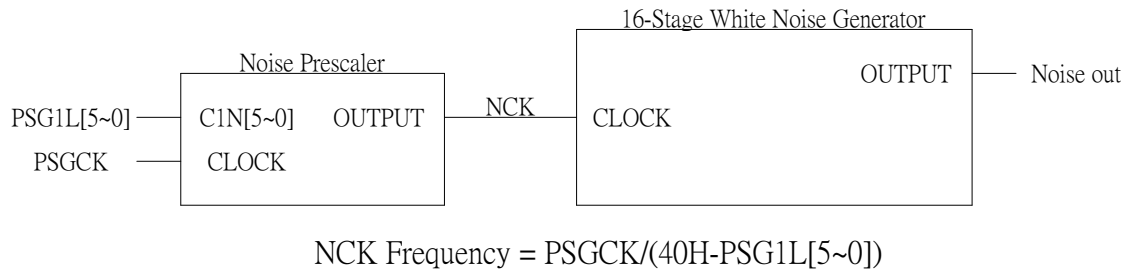 16-Stage White Noise Generator
Noise Prescaler
OUTPUT Noise out
PSG1L[5~0] C1N[5~0] OUTPUT NCK CLOCK
PSGCK CLOCK
NCK Frequency = PSGCK/(40H-PSG1L[5~0])